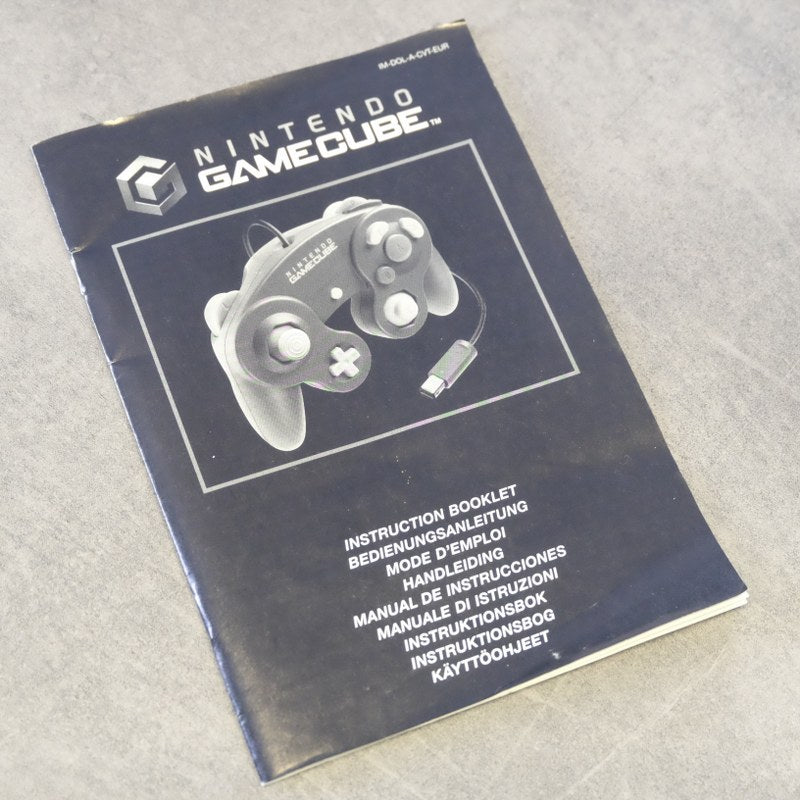 IM-DOL-A-CVT-EUR
NINTENDO
GAMECUBE™
NINTENDO
GAMECUBE
INSTRUCTION BOOKLET
BEDIENUNGSANLEITUNG
MODE D'EMPLOI
HANDLEIDING
MANUAL DE INSTRUCCIONES
MANUALE DI ISTRUZIONI
INSTRUKTIONSBOK
INSTRUKTIONSBOG
KÄYTTÖOHJEET